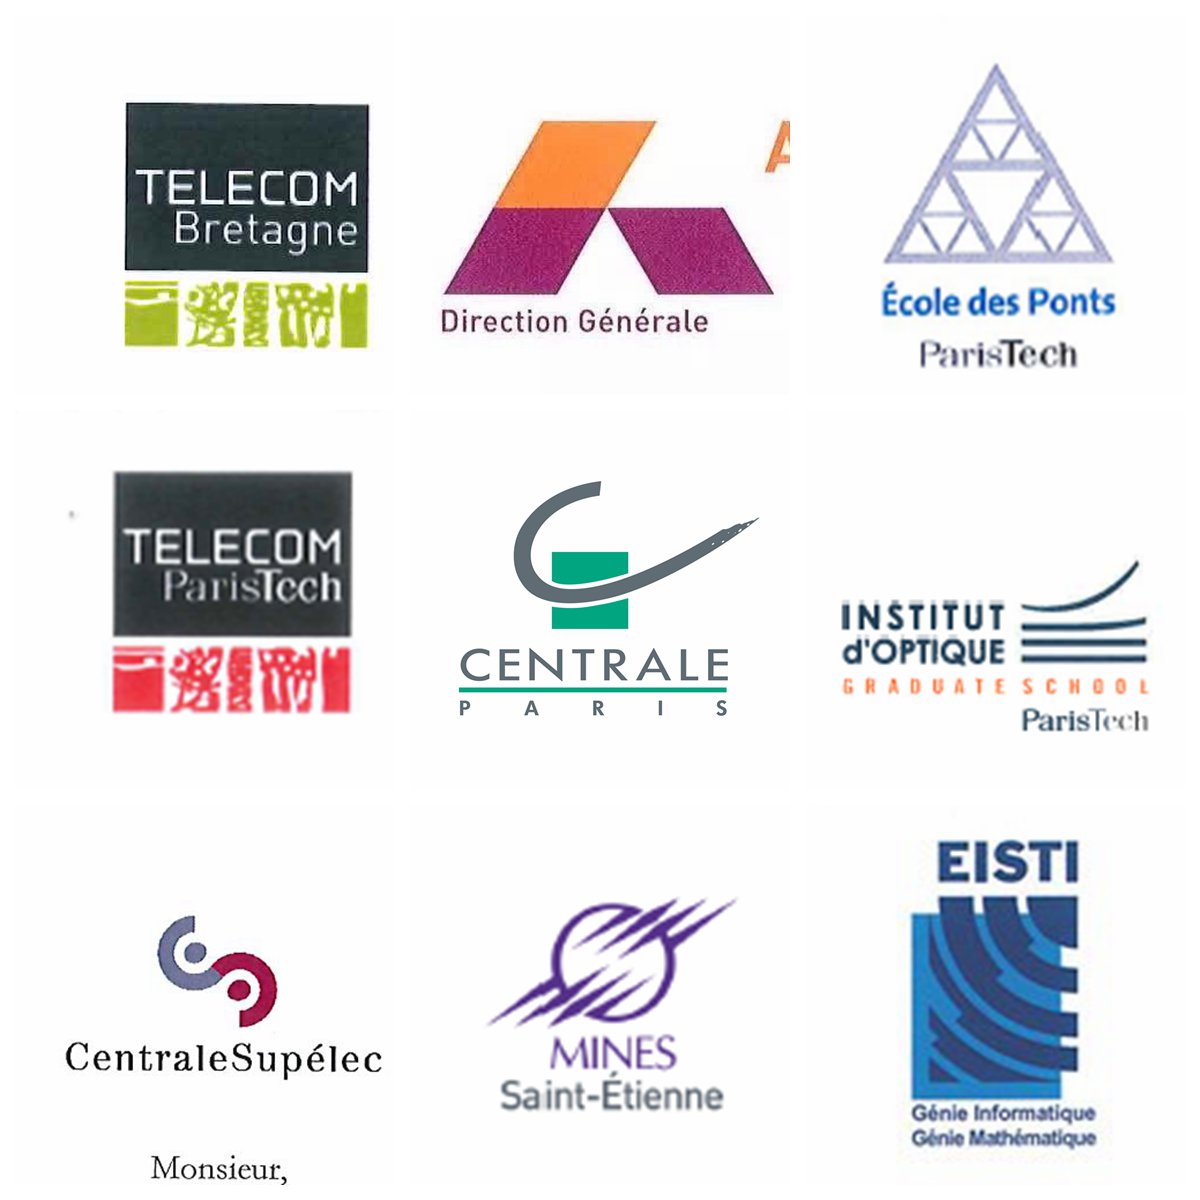 TELECOM
Bretagne
A
Direction Générale
École des Ponts
ParisTech
TELECOM
ParisTech
CENTRALE
PARIS
INSTITUT
d'OPTIQUE
GRADUATE SCHOOL
ParisTech
CentraleSupélec
Monsieur,
MINES
Saint-Étienne
EISTI
Génie Informatique
Génie Mathématique